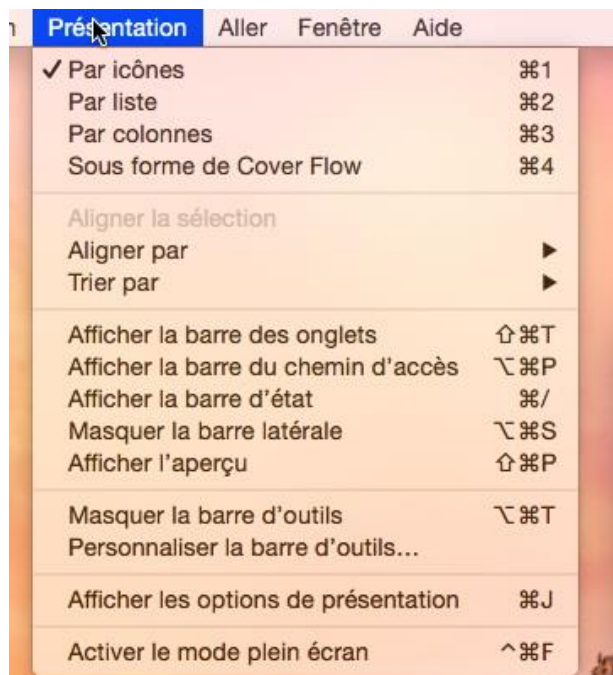 Présentation Aller Fenêtre Aide
✓ Par icônes ⌘1
Par liste ⌘2
Par colonnes ⌘3
Sous forme de Cover Flow ⌘4
Aligner la sélection
Aligner par ▶
Trier par ▶
Afficher la barre des onglets ⇧⌘T
Afficher la barre du chemin d’accès ⌥⌘P
Afficher la barre d’état ⌘/
Masquer la barre latérale ⌥⌘S
Afficher l’aperçu ⇧⌘P
Masquer la barre d’outils ⌥⌘T
Personnaliser la barre d’outils…
Afficher les options de présentation ⌘J
Activer le mode plein écran ^⌘F